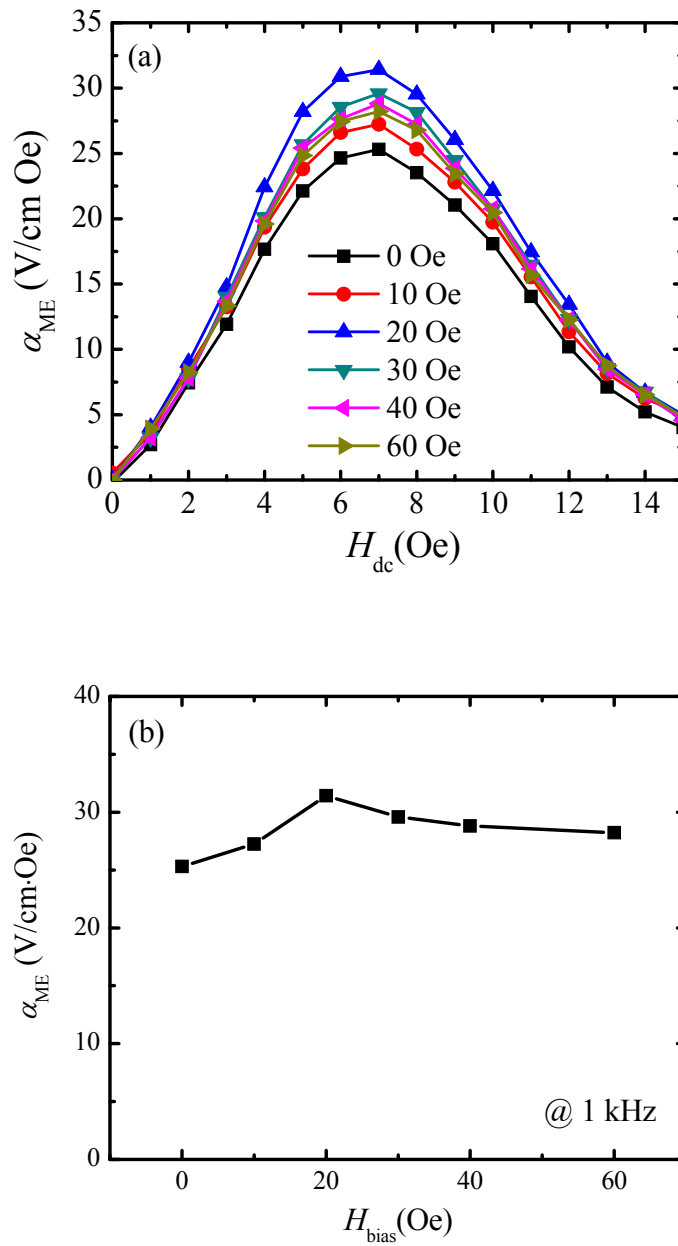 (a)
35
30
25
20
15
10
5
0
α_ME (V/cm Oe)
0 Oe
10 Oe
20 Oe
30 Oe
40 Oe
60 Oe
0 2 4 6 8 10 12 14
H_dc(Oe)
(b)
40
30
20
10
0
α_ME (V/cm·Oe)
@ 1 kHz
0 20 40 60
H_bias(Oe)